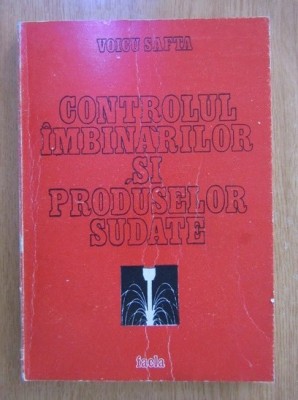 VOICU SAFTA
CONTROLUL
ÎMBINĂRILOR
ȘI
PRODUSELOR
SUDATE
facla